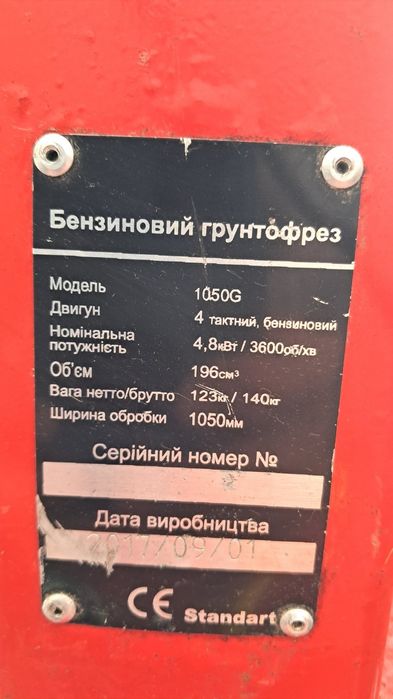 Бензиновий грунтофрез
Модель 1050G
Двигун 4 тактний, бензиновий
Номінальна
потужність 4,8кВт / 3600об/хв
Об'єм 196см³
Вага нетто/брутто 123кг / 140кг
Ширина обробки 1050мм
Серійний номер №
Дата виробництва
2017/09/01
CE Standart